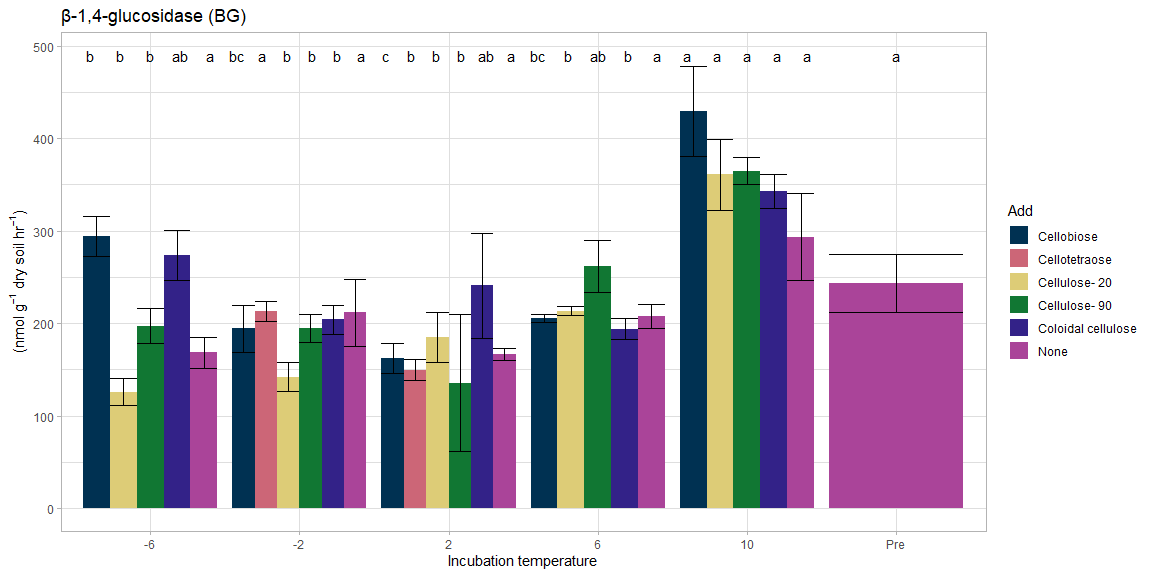 β-1,4-glucosidase (BG)
500
400
300
200
100
0
(nmol g⁻¹ dry soil hr⁻¹)
b b b ab a bc a b b b a c b b b ab a bc b ab b a a a a a a a
-6 -2 2 6 10 Pre
Incubation temperature
Add
Cellobiose
Cellotetraose
Cellulose- 20
Cellulose- 90
Coloidal cellulose
None